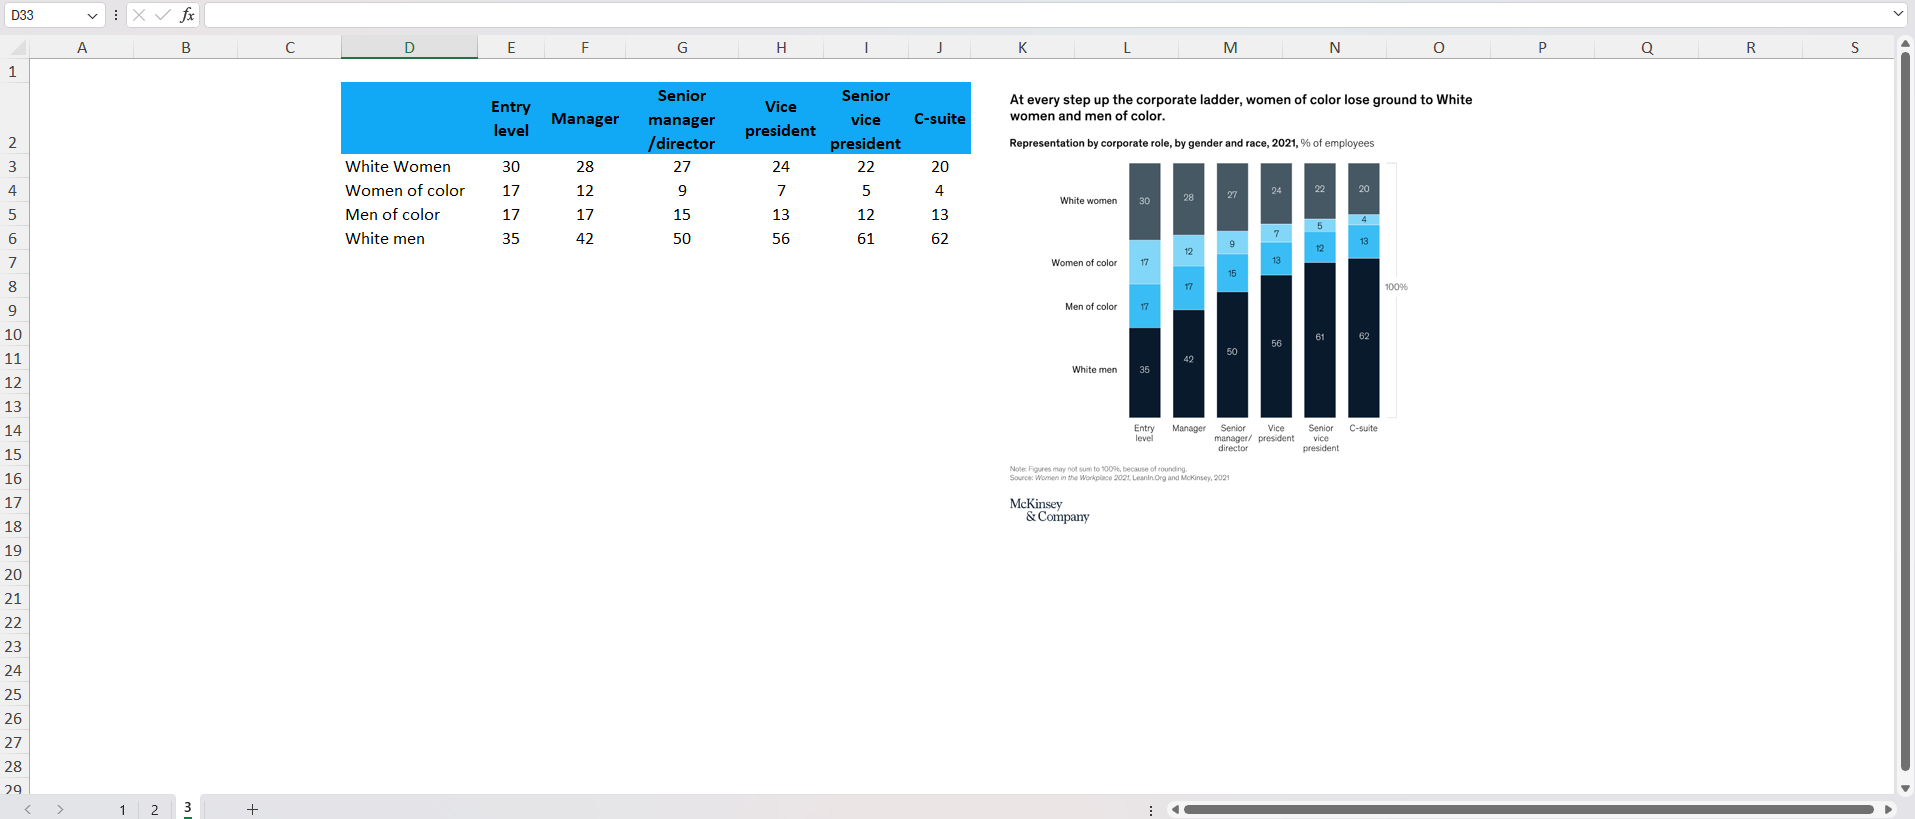 D33
fx
A B C D E F G H I J K L M N O P Q R S
1
2
3
4
5
6
7
8
9
10
11
12
13
14
15
16
17
18
19
20
21
22
23
24
25
26
27
28
29
Entry level Manager Senior manager /director Vice president Senior vice president C-suite
White Women 30 28 27 24 22 20
Women of color 17 12 9 7 5 4
Men of color 17 17 15 13 12 13
White men 35 42 50 56 61 62
At every step up the corporate ladder, women of color lose ground to White
women and men of color.
Representation by corporate role, by gender and race, 2021, % of employees
White women 30 28 27 24 22 20
Women of color 17 12 9 7 5 4
Men of color 17 17 15 13 12 13
100%
White men 35 42 50 56 61 62
Entry level Manager Senior manager/ director Vice president Senior vice president C-suite
Note: Figures may not sum to 100%, because of rounding.
Source: Women in the Workplace 2021, LeanIn.Org and McKinsey, 2021
McKinsey
& Company
1 2 3 +